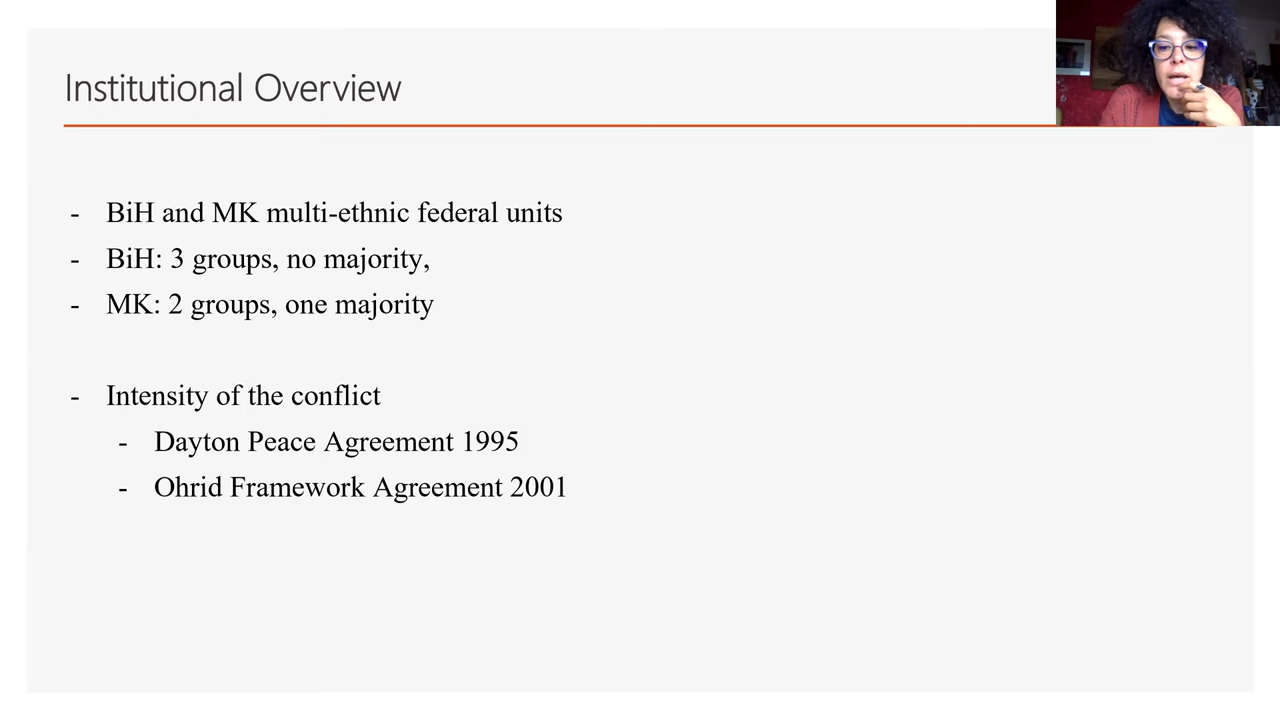 Institutional Overview
- BiH and MK multi-ethnic federal units
- BiH: 3 groups, no majority,
- MK: 2 groups, one majority
- Intensity of the conflict
- Dayton Peace Agreement 1995
- Ohrid Framework Agreement 2001